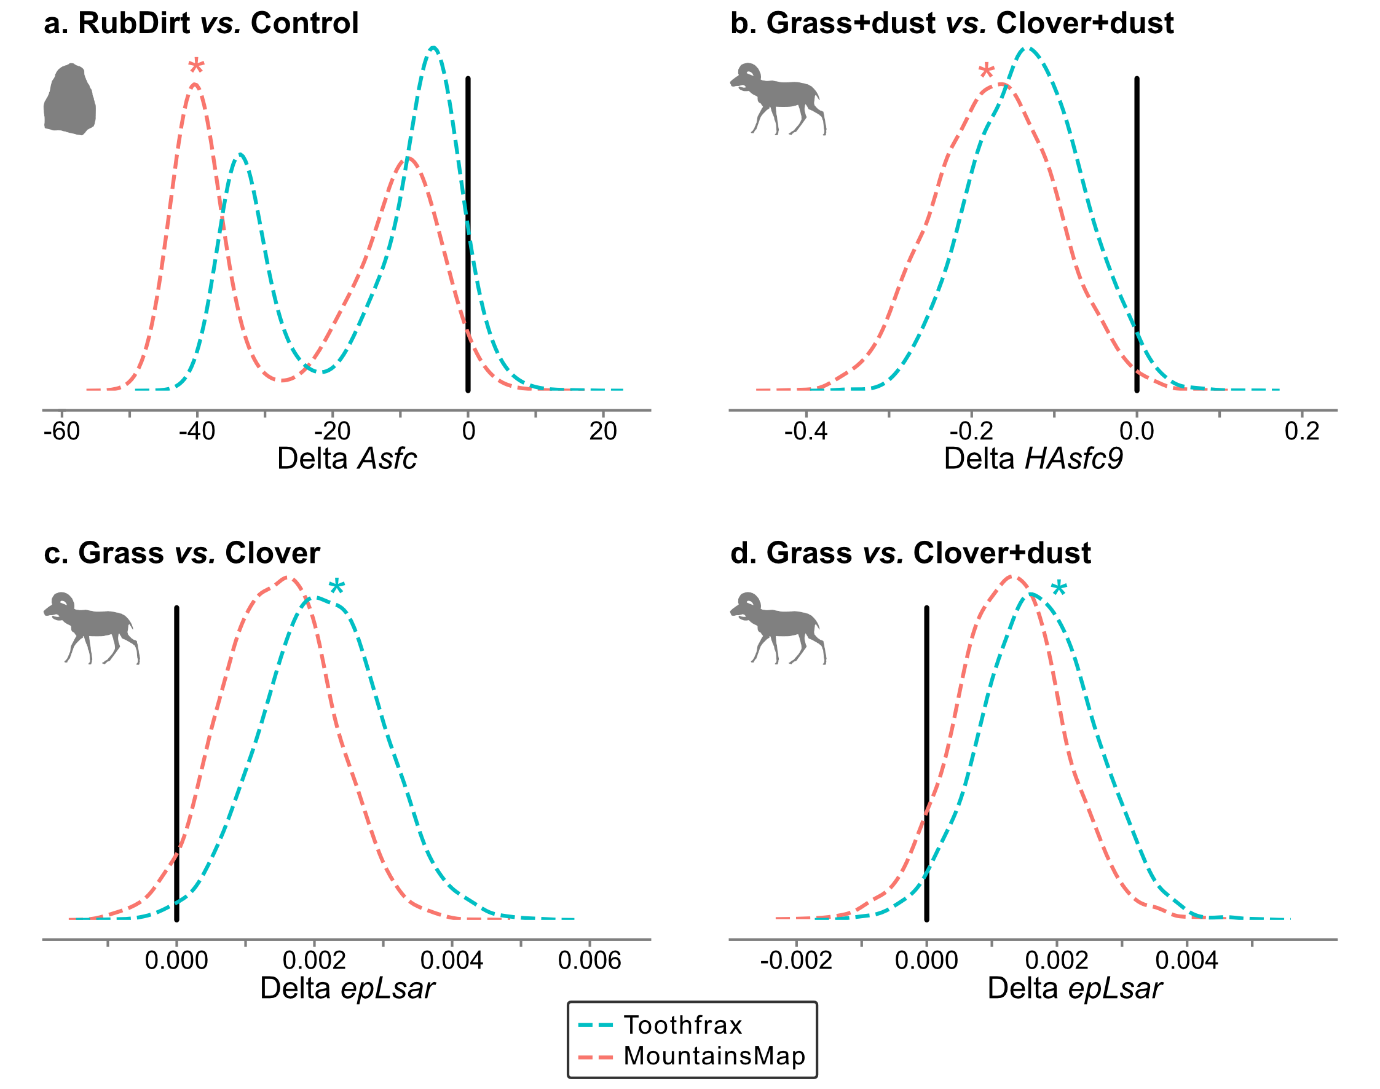 a. RubDirt vs. Control
*
-60 -40 -20 0 20
Delta Asfc
b. Grass+dust vs. Clover+dust
*
-0.4 -0.2 0.0 0.2
Delta HAsfc9
c. Grass vs. Clover
*
0.000 0.002 0.004 0.006
Delta epLsar
d. Grass vs. Clover+dust
*
-0.002 0.000 0.002 0.004
Delta epLsar
Toothfrax
MountainsMap